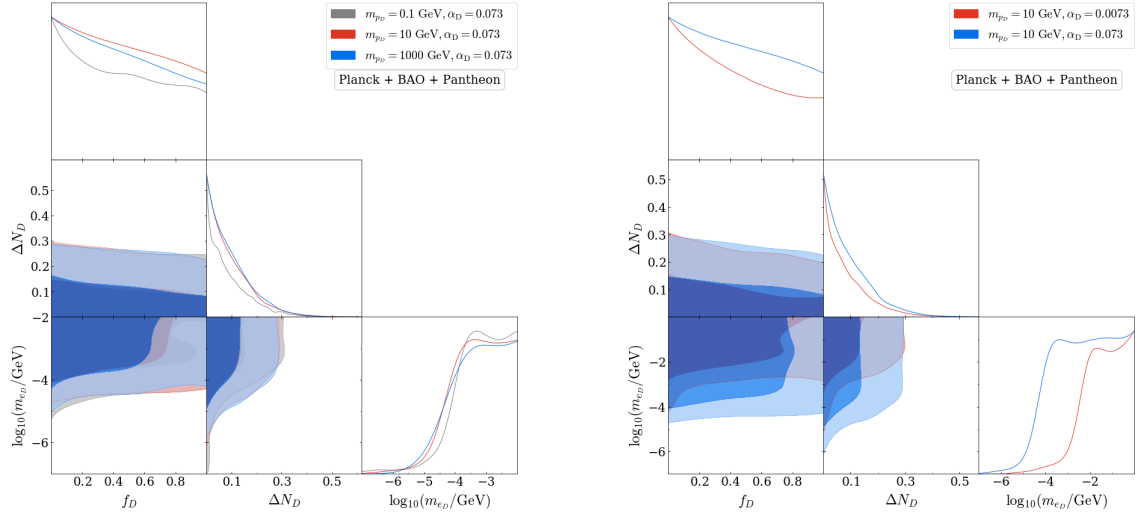 m_{p_D} = 0.1 GeV, α_D = 0.073
m_{p_D} = 10 GeV, α_D = 0.073
m_{p_D} = 1000 GeV, α_D = 0.073
Planck + BAO + Pantheon
0.5
0.4
0.3
0.2
0.1
ΔN_D
−2
−4
−6
log₁₀(m_{e_D}/GeV)
0.2 0.4 0.6 0.8
f_D
0.1 0.3 0.5
ΔN_D
−6 −5 −4 −3
log₁₀(m_{e_D}/GeV)
m_{p_D} = 10 GeV, α_D = 0.0073
m_{p_D} = 10 GeV, α_D = 0.073
Planck + BAO + Pantheon
0.5
0.4
0.3
0.2
0.1
ΔN_D
−2
−4
−6
log₁₀(m_{e_D}/GeV)
0.2 0.4 0.6 0.8
f_D
0.1 0.3 0.5
ΔN_D
−6 −4 −2
log₁₀(m_{e_D}/GeV)